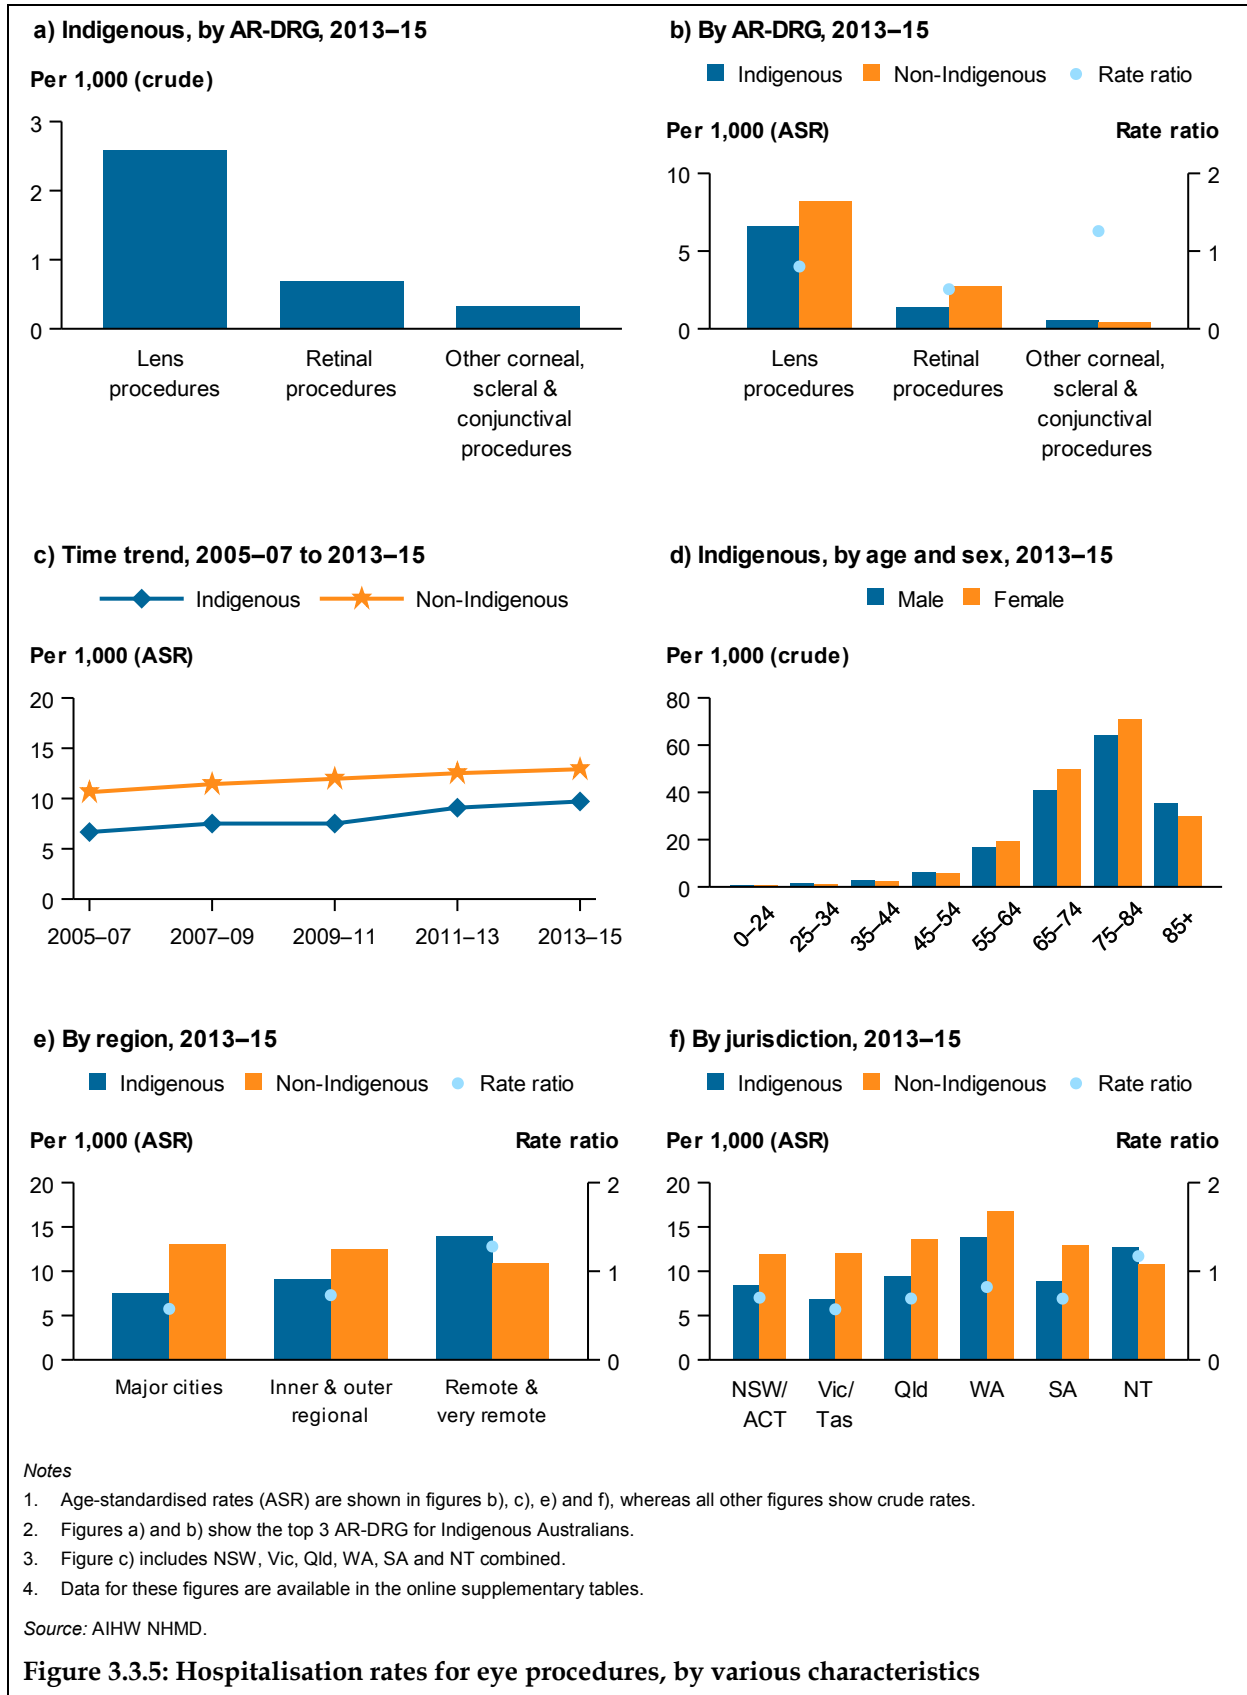 a) Indigenous, by AR-DRG, 2013–15
Per 1,000 (crude)
3
2
1
0
Lens
procedures
Retinal
procedures
Other corneal,
scleral &
conjunctival
procedures
b) By AR-DRG, 2013–15
Indigenous Non-Indigenous Rate ratio
Per 1,000 (ASR) Rate ratio
10
5
0
2
1
0
Lens
procedures
Retinal
procedures
Other corneal,
scleral &
conjunctival
procedures
c) Time trend, 2005–07 to 2013–15
Indigenous Non-Indigenous
Per 1,000 (ASR)
20
15
10
5
0
2005–07 2007–09 2009–11 2011–13 2013–15
d) Indigenous, by age and sex, 2013–15
Male Female
Per 1,000 (crude)
80
60
40
20
0
0–24 25–34 35–44 45–54 55–64 65–74 75–84 85+
e) By region, 2013–15
Indigenous Non-Indigenous Rate ratio
Per 1,000 (ASR) Rate ratio
20
15
10
5
0
2
1
0
Major cities
Inner & outer
regional
Remote &
very remote
f) By jurisdiction, 2013–15
Indigenous Non-Indigenous Rate ratio
Per 1,000 (ASR) Rate ratio
20
15
10
5
0
2
1
0
NSW/
ACT
Vic/
Tas
Qld
WA
SA
NT
Notes
1. Age-standardised rates (ASR) are shown in figures b), c), e) and f), whereas all other figures show crude rates.
2. Figures a) and b) show the top 3 AR-DRG for Indigenous Australians.
3. Figure c) includes NSW, Vic, Qld, WA, SA and NT combined.
4. Data for these figures are available in the online supplementary tables.
Source: AIHW NHMD.
Figure 3.3.5: Hospitalisation rates for eye procedures, by various characteristics